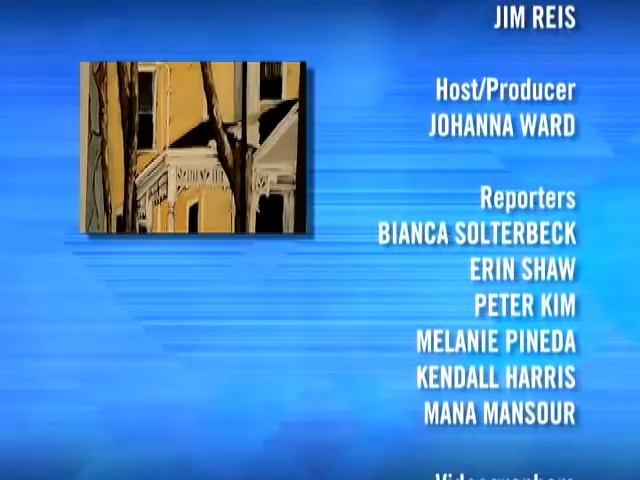 JIM REIS
Host/Producer
JOHANNA WARD
Reporters
BIANCA SOLTERBECK
ERIN SHAW
PETER KIM
MELANIE PINEDA
KENDALL HARRIS
MANA MANSOUR
Videographers